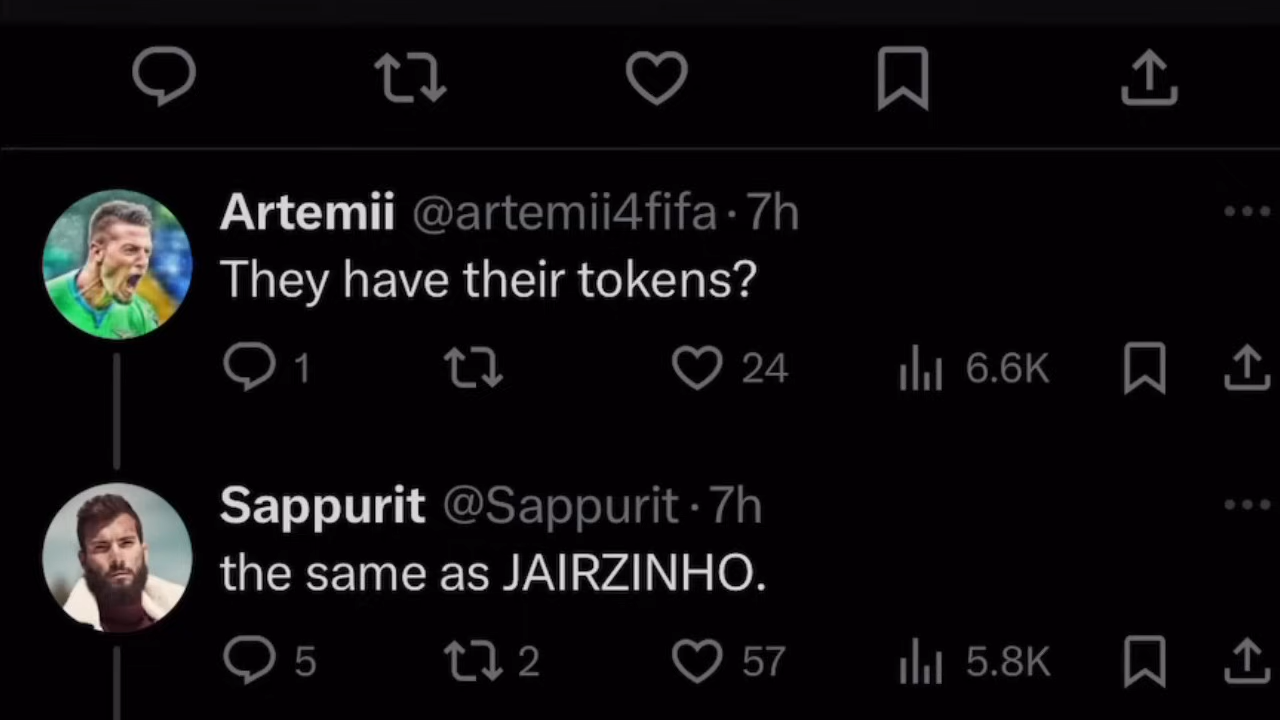 Artemii @artemii4fifa · 7h
They have their tokens?
1 24 6.6K
Sappurit @Sappurit · 7h
the same as JAIRZINHO.
5 2 57 5.8K